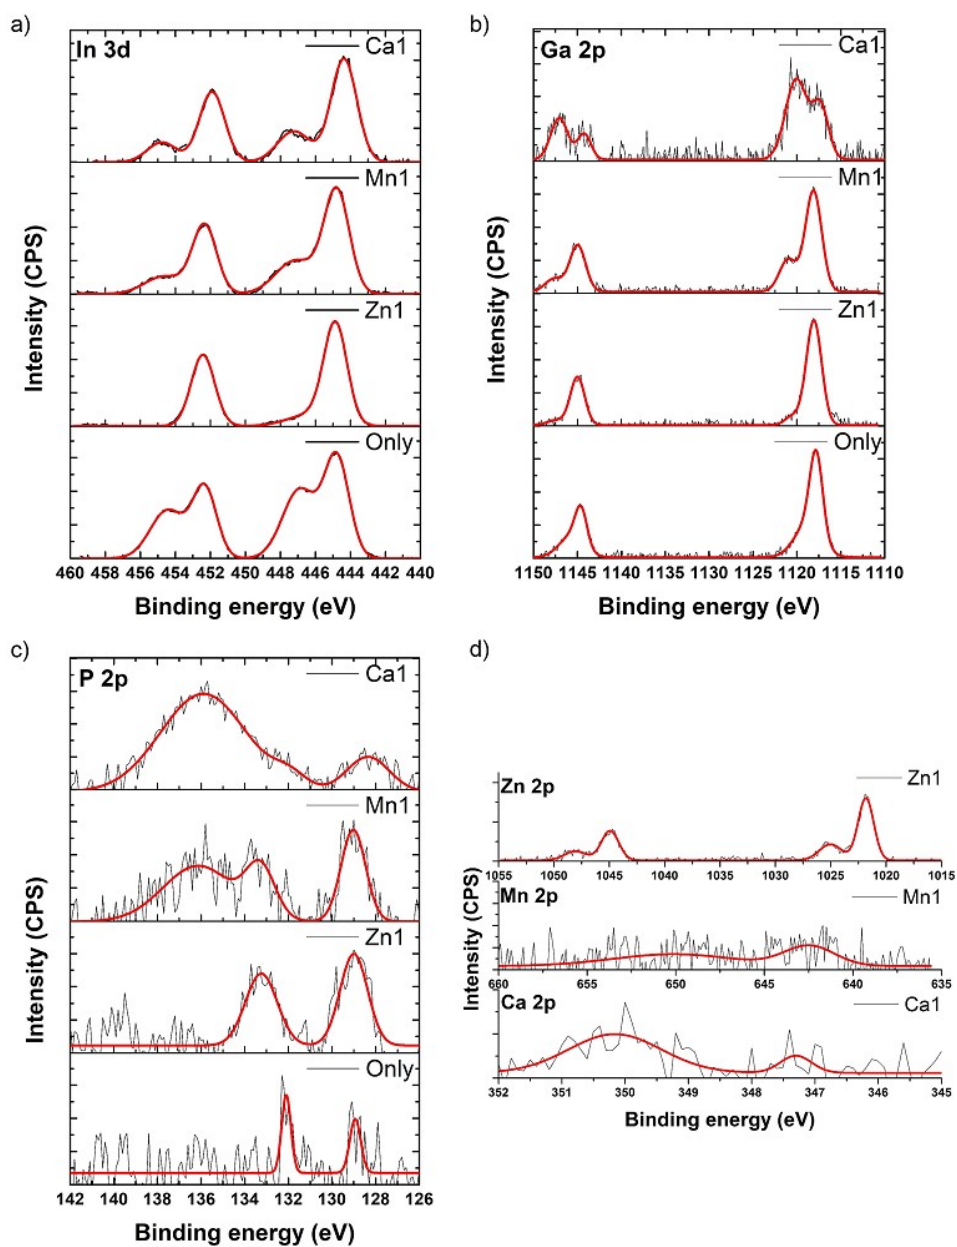 a)
In 3d
Ca1
Mn1
Zn1
Only
Intensity (CPS)
460 458 456 454 452 450 448 446 444 442 440
Binding energy (eV)
b)
Ga 2p
Ca1
Mn1
Zn1
Only
Intensity (CPS)
1150 1145 1140 1135 1130 1125 1120 1115 1110
Binding energy (eV)
c)
P 2p
Ca1
Mn1
Zn1
Only
Intensity (CPS)
142 140 138 136 134 132 130 128 126
Binding energy (eV)
d)
Zn 2p
Zn1
1055 1050 1045 1040 1035 1030 1025 1020 1015
Mn 2p
Mn1
660 655 650 645 640 635
Ca 2p
Ca1
352 351 350 349 348 347 346 345
Intensity (CPS)
Binding energy (eV)